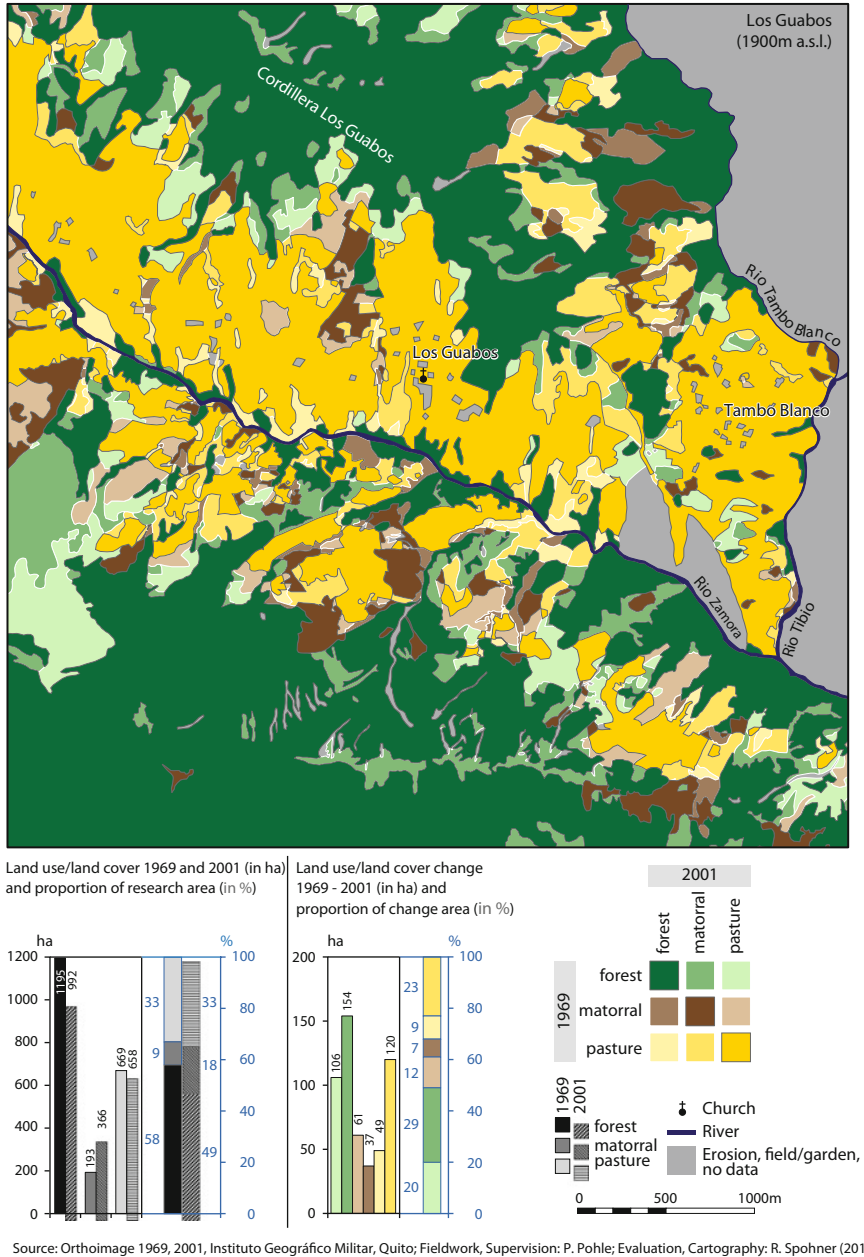 Los Guabos
(1900m a.s.l.)
Cordillera Los Guabos
Rio Tambo Blanco
Los Guabos
Tambo Blanco
Rio Zamora
Rio Tibio
Land use/land cover 1969 and 2001 (in ha)
and proportion of research area (in %)
ha
%
1200
1000
800
600
400
200
0
1195
992
193
366
669
658
33
9
58
33
18
49
100
80
60
40
20
0
Land use/land cover change
1969 - 2001 (in ha) and
proportion of change area (in %)
ha
%
200
150
100
50
0
106
154
61
37
49
120
23
9
7
12
29
20
100
80
60
40
20
0
2001
forest
matorral
pasture
1969
forest
matorral
pasture
1969
2001
forest
matorral
pasture
Church
River
Erosion, field/garden,
no data
0 500 1000m
Source: Orthoimage 1969, 2001, Instituto Geográfico Militar, Quito; Fieldwork, Supervision: P. Pohle; Evaluation, Cartography: R. Spohner (201